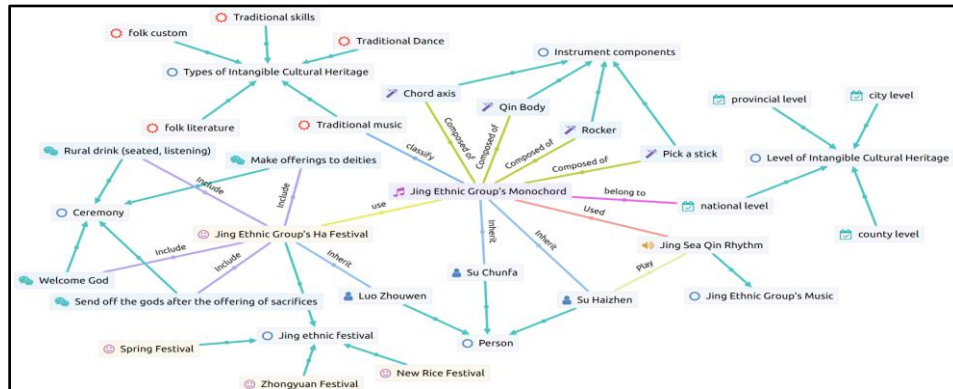 Traditional skills
folk custom
Traditional Dance
Instrument components
Types of Intangible Cultural Heritage
Chord axis
provincial level
city level
Qin Body
folk literature
Traditional music
Rocker
Rural drink (seated, listening)
Make offerings to deities
classify
Composed of
Composed of
Composed of
Composed of
Pick a stick
Level of Intangible Cultural Heritage
Include
Include
Jing Ethnic Group's Monochord
belong to
national level
Ceremony
use
Used
Jing Ethnic Group's Ha Festival
county level
Include
Include
Inherit
Inherit
Inherit
Jing Sea Qin Rhythm
Welcome God
Su Chunfa
Play
Send off the gods after the offering of sacrifices
Luo Zhouwen
Su Haizhen
Jing Ethnic Group's Music
Jing ethnic festival
Person
Spring Festival
New Rice Festival
Zhongyuan Festival